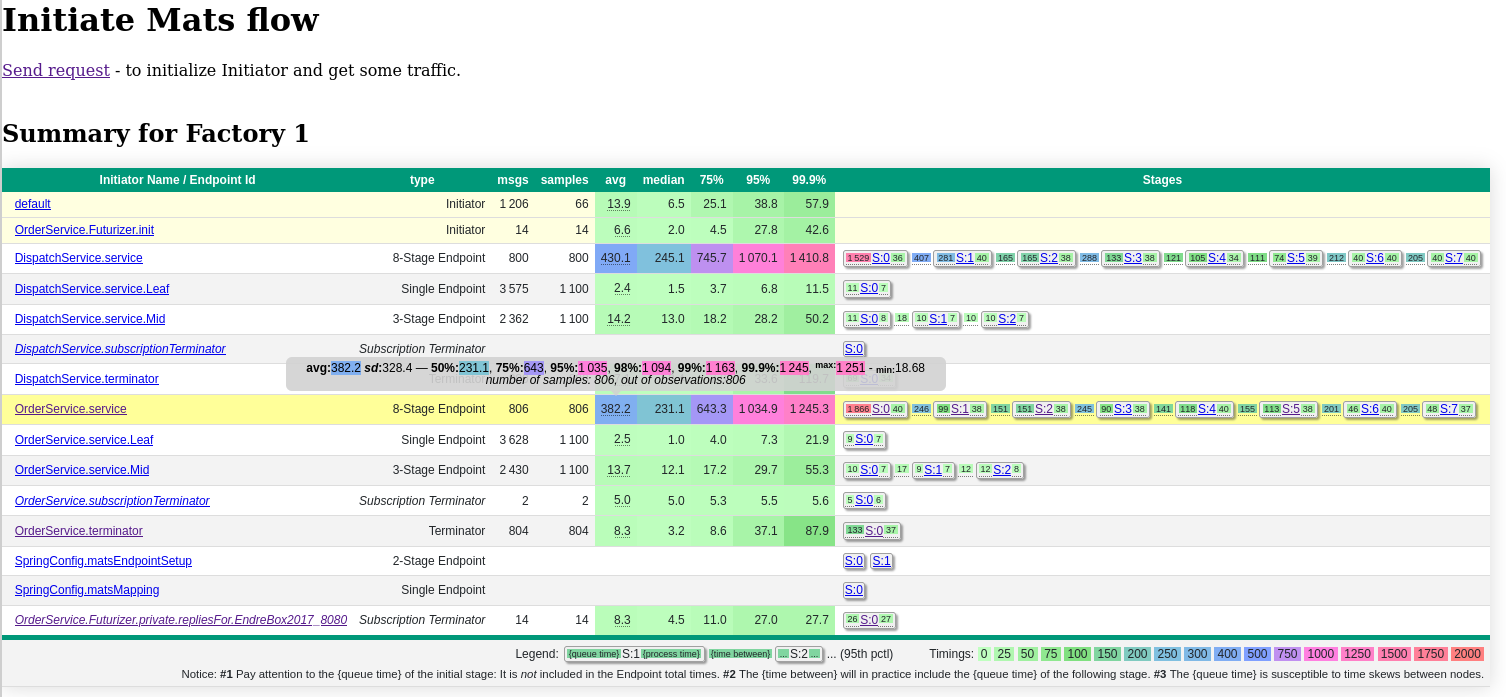 Initiate Mats flow
Send request - to initialize Initiator and get some traffic.
Summary for Factory 1
Initiator Name / Endpoint Id type msgs samples avg median 75% 95% 99.9% Stages
default Initiator 1 206 66 13.9 6.5 25.1 38.8 57.9
OrderService.Futurizer.init Initiator 14 14 6.6 2.0 4.5 27.8 42.6
DispatchService.service 8-Stage Endpoint 800 800 430.1 245.1 745.7 1 070.1 1 410.8 1 529 S:0 36 407 281 S:1 40 165 165 S:2 38 288 133 S:3 38 121 105 S:4 34 111 74 S:5 39 212 40 S:6 40 205 40 S:7 40
DispatchService.service.Leaf Single Endpoint 3 575 1 100 2.4 1.5 3.7 6.8 11.5 11 S:0 7
DispatchService.service.Mid 3-Stage Endpoint 2 362 1 100 14.2 13.0 18.2 28.2 50.2 11 S:0 8 18 10 S:1 7 10 10 S:2 7
DispatchService.subscriptionTerminator Subscription Terminator S:0
avg:382.2 sd:328.4 — 50%:231.1, 75%:643, 95%:1 035, 98%:1 094, 99%:1 163, 99.9%:1 245, max:1 251 - min:18.68
DispatchService.terminator Terminator S:0
number of samples: 806, out of observations:806
OrderService.service 8-Stage Endpoint 806 806 382.2 231.1 643.3 1 034.9 1 245.3 1 866 S:0 40 246 99 S:1 38 151 151 S:2 38 245 90 S:3 38 141 118 S:4 40 155 113 S:5 38 201 46 S:6 40 205 48 S:7 37
OrderService.service.Leaf Single Endpoint 3 628 1 100 2.5 1.0 4.0 7.3 21.9 9 S:0 7
OrderService.service.Mid 3-Stage Endpoint 2 430 1 100 13.7 12.1 17.2 29.7 55.3 10 S:0 7 17 9 S:1 7 12 12 S:2 8
OrderService.subscriptionTerminator Subscription Terminator 2 2 5.0 5.0 5.3 5.5 5.6 5 S:0 6
OrderService.terminator Terminator 804 804 8.3 3.2 8.6 37.1 87.9 133 S:0 37
SpringConfig.matsEndpointSetup 2-Stage Endpoint S:0 S:1
SpringConfig.matsMapping Single Endpoint S:0
OrderService.Futurizer.private.repliesFor.EndreBox2017_8080 Subscription Terminator 14 14 8.3 4.5 11.0 27.0 27.7 26 S:0 27
Legend: {queue time} S:1 {process time} {time between} ... S:2 ... ... (95th pctl) Timings: 0 25 50 75 100 150 200 250 300 400 500 750 1000 1250 1500 1750 2000
Notice: #1 Pay attention to the {queue time} of the initial stage: It is not included in the Endpoint total times. #2 The {time between} will in practice include the {queue time} of the following stage. #3 The {queue time} is susceptible to time skews between nodes.